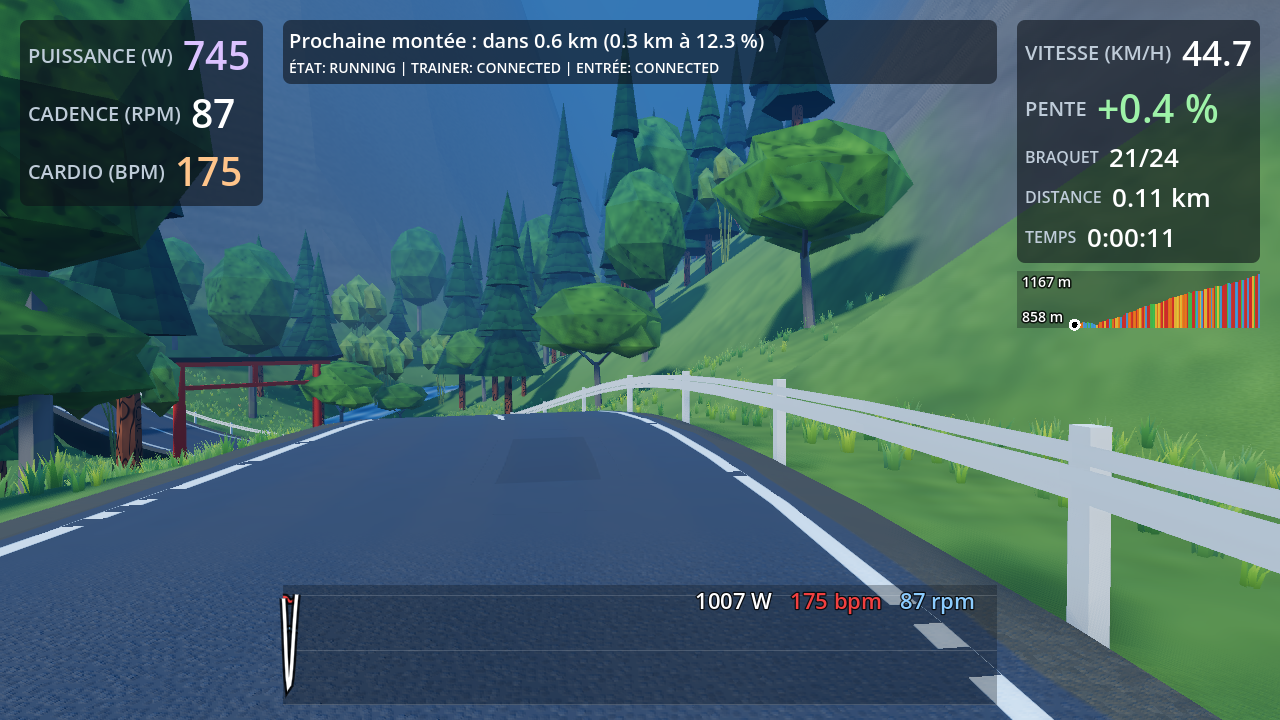 PUISSANCE (W) 745
CADENCE (RPM) 87
CARDIO (BPM) 175
Prochaine montée : dans 0.6 km (0.3 km à 12.3 %)
ÉTAT: RUNNING | TRAINER: CONNECTED | ENTRÉE: CONNECTED
VITESSE (KM/H) 44.7
PENTE +0.4 %
BRAQUET 21/24
DISTANCE 0.11 km
TEMPS 0:00:11
1167 m
858 m
1007 W 175 bpm 87 rpm